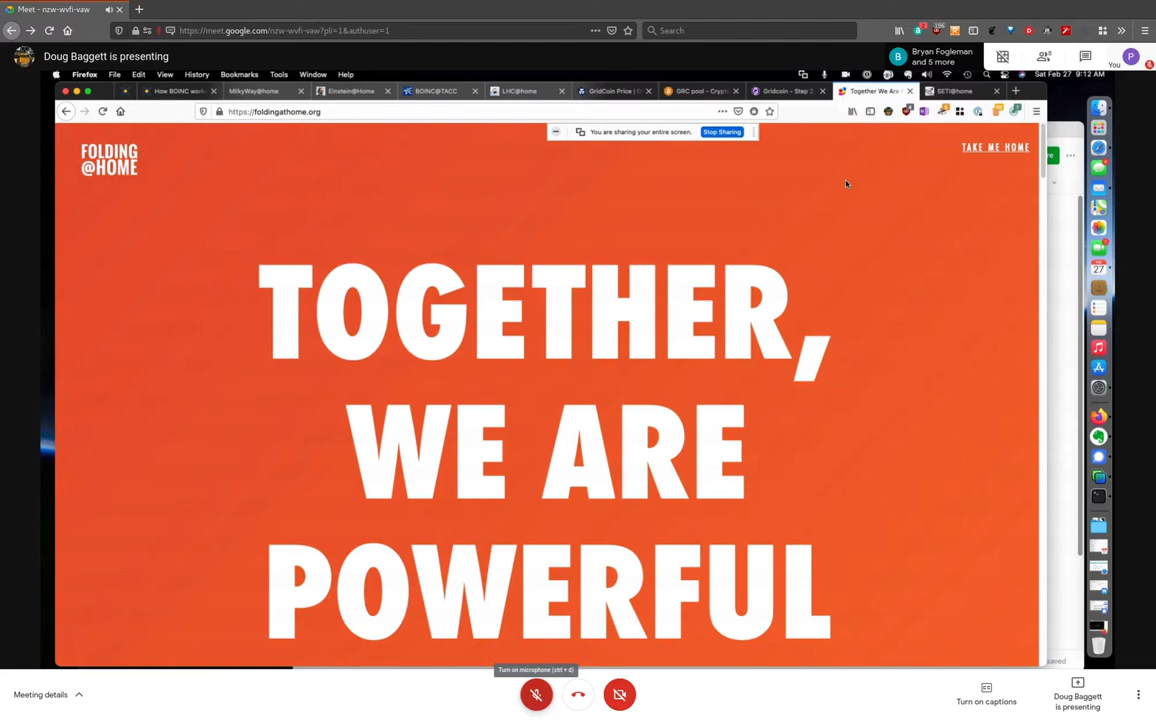 Meet - nzw-wvfi-vaw
https://meet.google.com/nzw-wvfi-vaw?pli=1&authuser=1
Search
Doug Baggett is presenting
B Bryan Fogleman
and 5 more
You
P
Firefox File Edit View History Bookmarks Tools Window Help
Sat Feb 27 9:12 AM
How BOINC works
MilkyWay@home
Einstein@Home
BOINC@TACC
LHC@home
GridCoin Price |
GRC pool - Crypt
Gridcoin - Step
Together We Are
SETI@home
https://foldingathome.org
You are sharing your entire screen. Stop Sharing
FOLDING
@HOME
TAKE ME HOME
TOGETHER,
WE ARE
POWERFUL
27
Turn on microphone (ctrl + d)
Meeting details
Turn on captions
Doug Baggett
is presenting